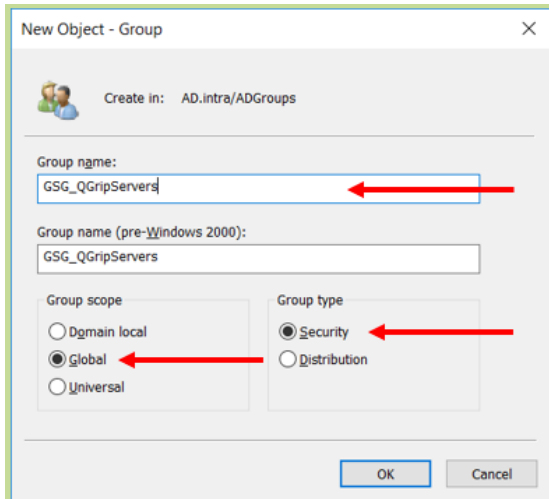 New Object - Group
Create in: AD.intra/ADGroups
Group name:
GSG_QGripServers
Group name (pre-Windows 2000):
GSG_QGripServers
Group scope
Domain local
Global
Universal
Group type
Security
Distribution
OK
Cancel